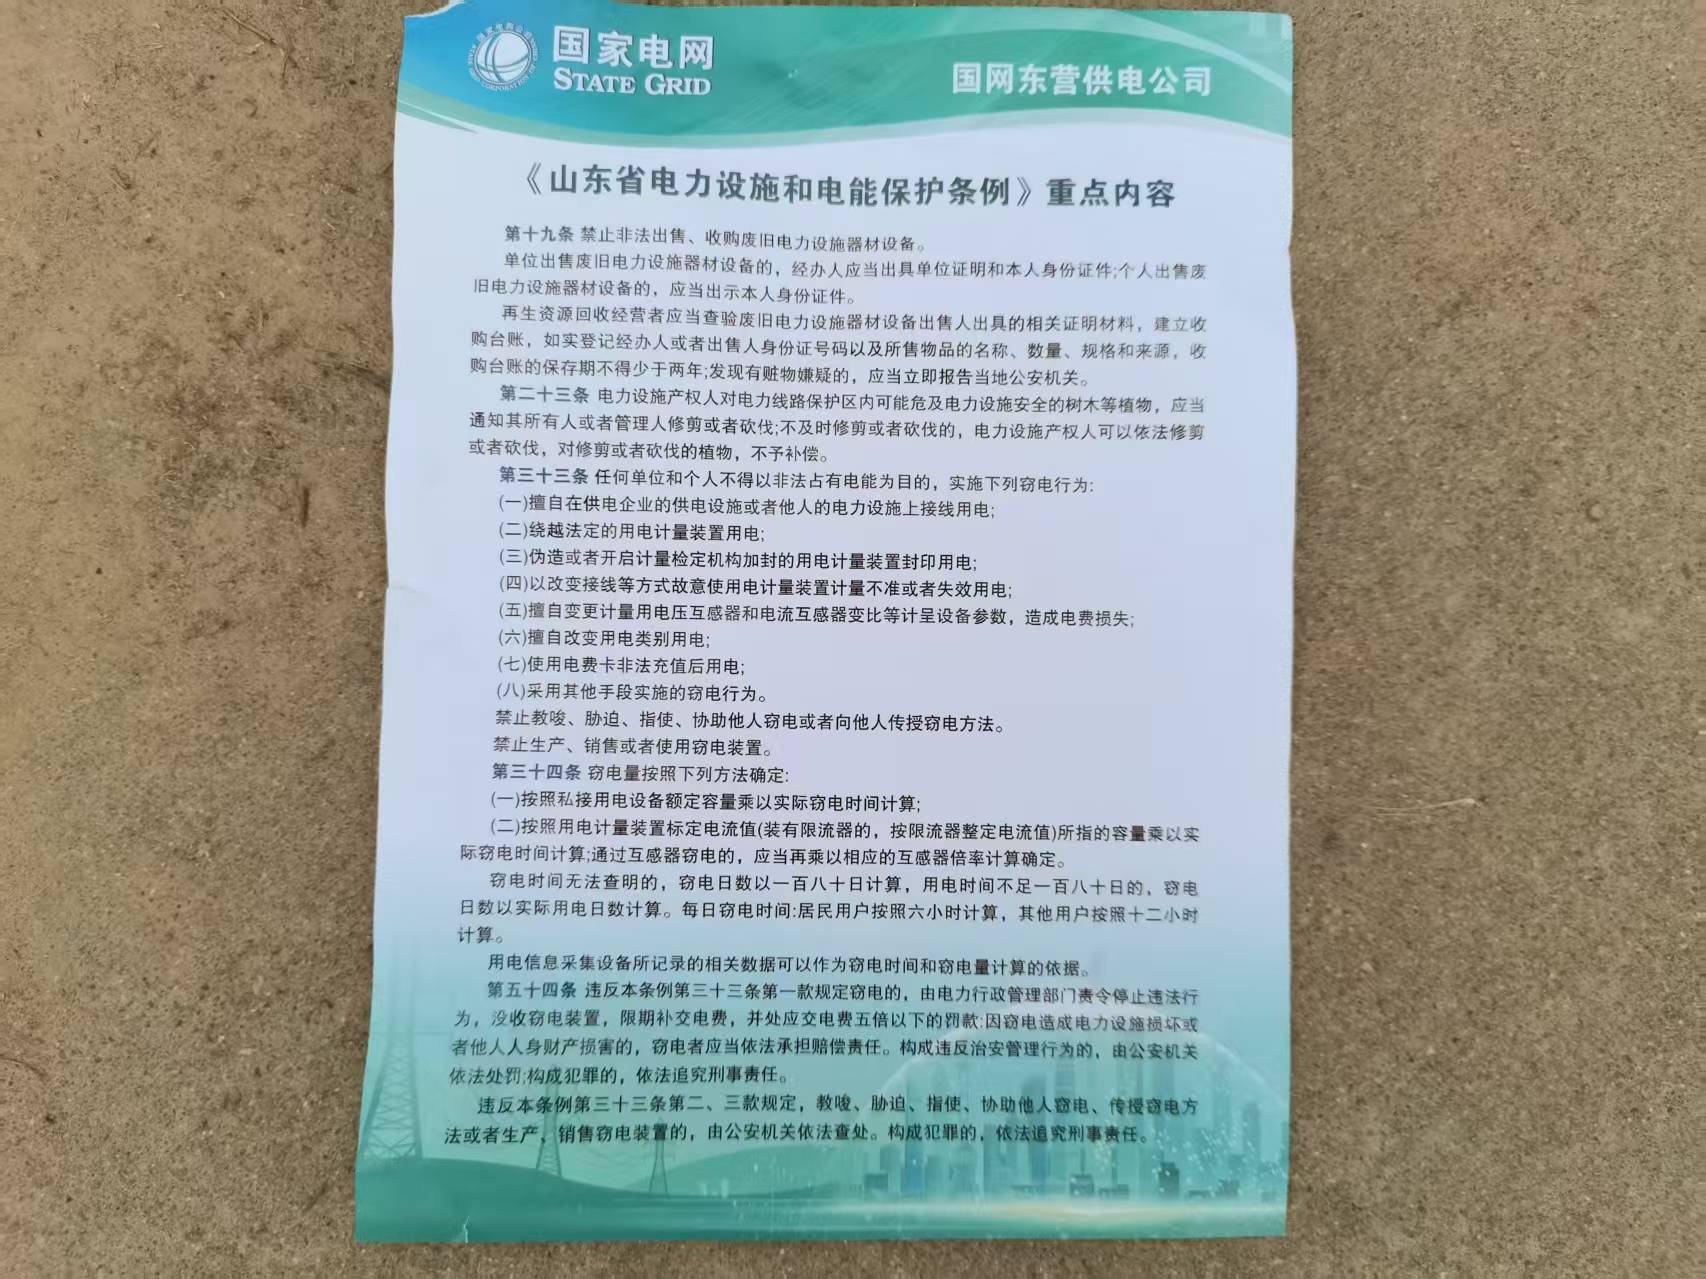 国家电网
STATE GRID
国网东营供电公司
《山东省电力设施和电能保护条例》重点内容
第十九条 禁止非法出售、收购废旧电力设施器材设备。
单位出售废旧电力设施器材设备的，经办人应当出具单位证明和本人身份证件;个人出售废
旧电力设施器材设备的，应当出示本人身份证件。
再生资源回收经营者应当查验废旧电力设施器材设备出售人出具的相关证明材料，建立收
购台账，如实登记经办人或者出售人身份证号码以及所售物品的名称、数量、规格和来源，收
购台账的保存期不得少于两年;发现有赃物嫌疑的，应当立即报告当地公安机关。
第二十三条 电力设施产权人对电力线路保护区内可能危及电力设施安全的树木等植物，应当
通知其所有人或者管理人修剪或者砍伐;不及时修剪或者砍伐的，电力设施产权人可以依法修剪
或者砍伐，对修剪或者砍伐的植物，不予补偿。
第三十三条 任何单位和个人不得以非法占有电能为目的，实施下列窃电行为:
(一)擅自在供电企业的供电设施或者他人的电力设施上接线用电;
(二)绕越法定的用电计量装置用电;
(三)伪造或者开启计量检定机构加封的用电计量装置封印用电;
(四)以改变接线等方式故意使用电计量装置计量不准或者失效用电;
(五)擅自变更计量用电压互感器和电流互感器变比等计呈设备参数，造成电费损失;
(六)擅自改变用电类别用电;
(七)使用电费卡非法充值后用电;
(八)采用其他手段实施的窃电行为。
禁止教唆、胁迫、指使、协助他人窃电或者向他人传授窃电方法。
禁止生产、销售或者使用窃电装置。
第三十四条 窃电量按照下列方法确定:
(一)按照私接用电设备额定容量乘以实际窃电时间计算;
(二)按照用电计量装置标定电流值(装有限流器的，按限流器整定电流值)所指的容量乘以实
际窃电时间计算;通过互感器窃电的，应当再乘以相应的互感器倍率计算确定。
窃电时间无法查明的，窃电日数以一百八十日计算，用电时间不足一百八十日的，窃电
日数以实际用电日数计算。每日窃电时间:居民用户按照六小时计算，其他用户按照十二小时
计算。
用电信息采集设备所记录的相关数据可以作为窃电时间和窃电量计算的依据。
第五十四条 违反本条例第三十三条第一款规定窃电的，由电力行政管理部门责令停止违法行
为，没收窃电装置，限期补交电费，并处应交电费五倍以下的罚款;因窃电造成电力设施损坏或
者他人人身财产损害的，窃电者应当依法承担赔偿责任。构成违反治安管理行为的，由公安机关
依法处罚;构成犯罪的，依法追究刑事责任。
违反本条例第三十三条第二、三款规定，教唆、胁迫、指使、协助他人窃电、传授窃电方
法或者生产、销售窃电装置的，由公安机关依法查处。构成犯罪的，依法追究刑事责任。